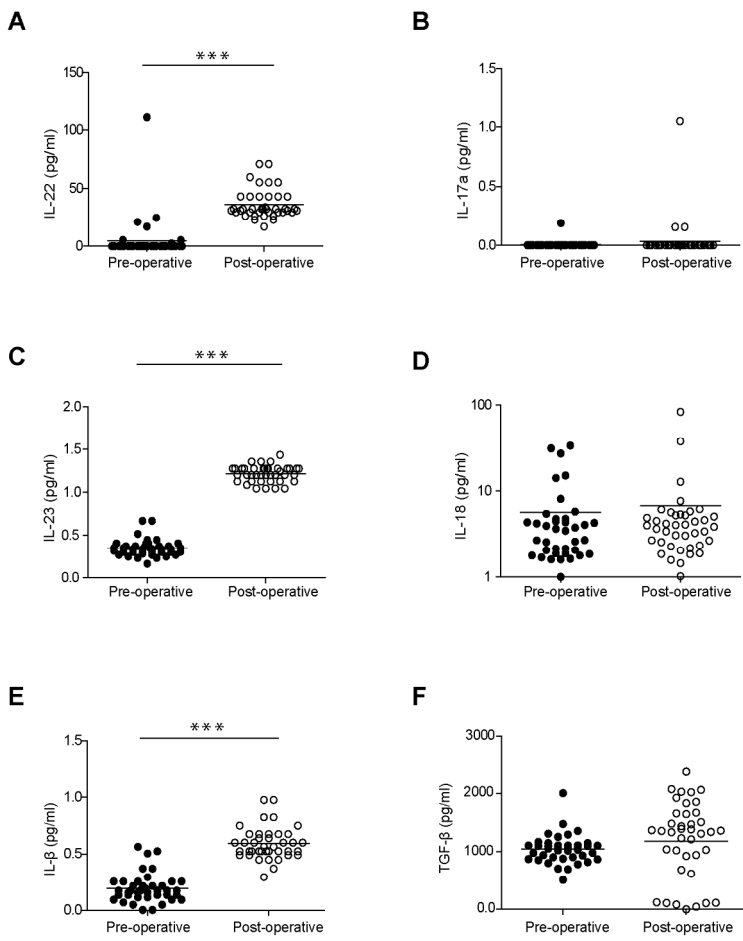 A
***
150
100
50
0
IL-22 (pg/ml)
Pre-operative Post-operative
B
1.5
1.0
0.5
0.0
IL-17a (pg/ml)
Pre-operative Post-operative
C
***
2.0
1.5
1.0
0.5
0.0
IL-23 (pg/ml)
Pre-operative Post-operative
D
100
10
1
IL-18 (pg/ml)
Pre-operative Post-operative
E
***
1.5
1.0
0.5
0.0
IL-β (pg/ml)
Pre-operative Post-operative
F
3000
2000
1000
0.0
TGF-β (pg/ml)
Pre-operative Post-operative